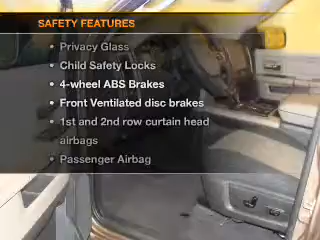 SAFETY FEATURES
• Privacy Glass
• Child Safety Locks
• 4-wheel ABS Brakes
• Front Ventilated disc brakes
• 1st and 2nd row curtain head
airbags
• Passenger Airbag